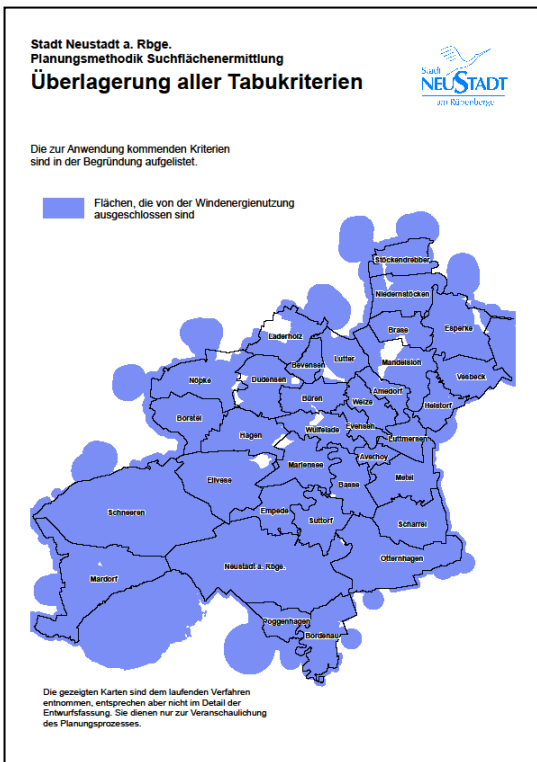 Stadt Neustadt a. Rbge.
Planungsmethodik Suchflächenermittlung
Überlagerung aller Tabukriterien
Stadt
NEUSTADT
am Rübenberge
Die zur Anwendung kommenden Kriterien
sind in der Begründung aufgelistet.
Flächen, die von der Windenergienutzung
ausgeschlossen sind
Stöckendrebber
Niedernstöcken
Brase
Esperke
Laderholz
Bevensen
Lutter
Mandelsloh
Vesbeck
Nöpke
Dudensen
Büren
Welze
Amedorf
Helstorf
Borstel
Hagen
Wulfelade
Evensen
Luttmersen
Mariensee
Averhoy
Eilvese
Basse
Metel
Schneeren
Empede
Suttorf
Scharrel
Otternhagen
Mardorf
Neustadt a. Rbge.
Poggenhagen
Bordenau
Die gezeigten Karten sind dem laufenden Verfahren
entnommen, entsprechen aber nicht im Detail der
Entwurfsfassung. Sie dienen nur zur Veranschaulichung
des Planungsprozesses.